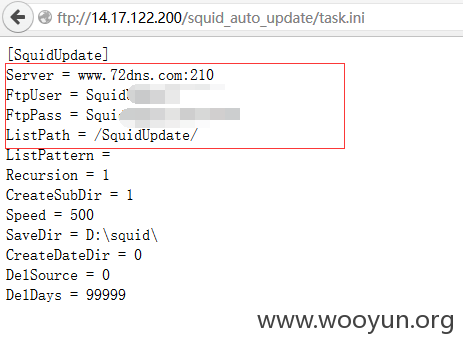 ftp://14.17.122.200/squid_auto_update/task.ini
[SquidUpdate]
Server = www.72dns.com:210
FtpUser = Squid
FtpPass = Squi
ListPath = /SquidUpdate/
ListPattern =
Recursion = 1
CreateSubDir = 1
Speed = 500
SaveDir = D:\squid\
CreateDateDir = 0
DelSource = 0
DelDays = 99999
www.wooyun.org